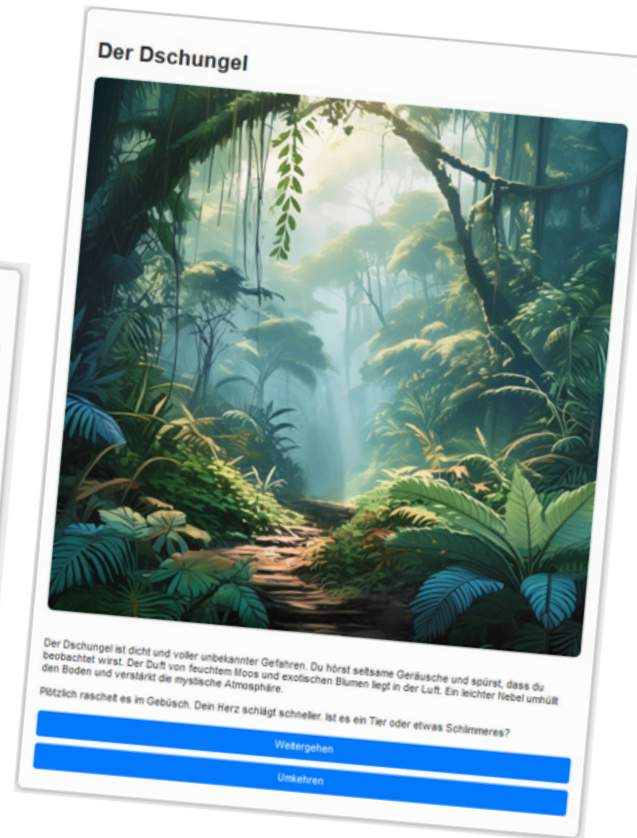 Der Dschungel
Der Dschungel ist dicht und voller unbekannter Gefahren. Du hörst seltsame Geräusche und spürst, dass du
beobachtet wirst. Der Duft von feuchtem Moos und exotischen Blumen liegt in der Luft. Ein leichter Nebel umhüllt
den Boden und verstärkt die mystische Atmosphäre.
Plötzlich raschelt es im Gebüsch. Dein Herz schlägt schneller. Ist es ein Tier oder etwas Schlimmeres?
Weitergehen
Umkehren